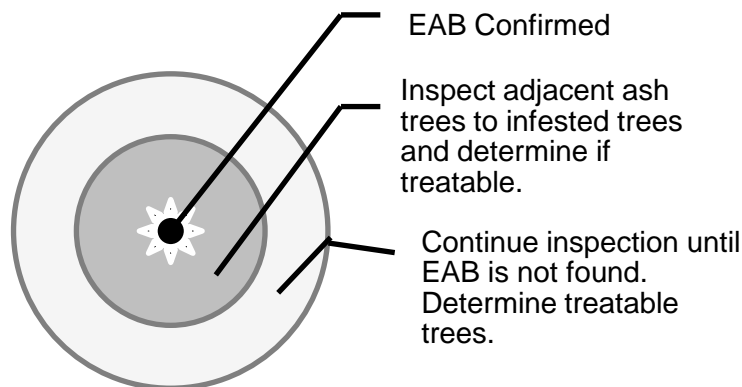 EAB Confirmed
Inspect adjacent ash
trees to infested trees
and determine if
treatable.
Continue inspection until
EAB is not found.
Determine treatable
trees.